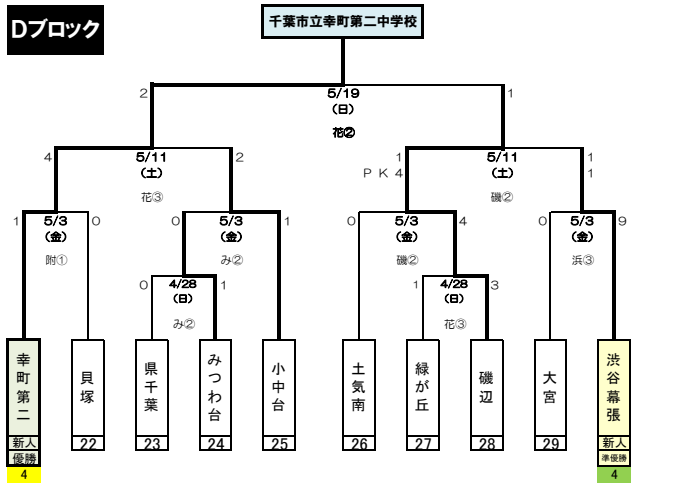 Dブロック
千葉市立幸町第二中学校
2 5/19 1
(日)
花②
4 5/11 2 1 5/11 1
(土) PK 4 (土) 1
花③ 磯②
1 5/3 0 0 5/3 1 0 5/3 4 0 5/3 9
(金) (金) (金) (金)
附① み② 磯② 浜③
0 4/28 1 1 4/28 3
(日) (日)
み② 花③
幸町第二 貝塚 県千葉 みつわ台 小中台 土気南 緑が丘 磯辺 大宮 渋谷幕張
新人 22 23 24 25 26 27 28 29 新人
優勝 準優勝
4 4